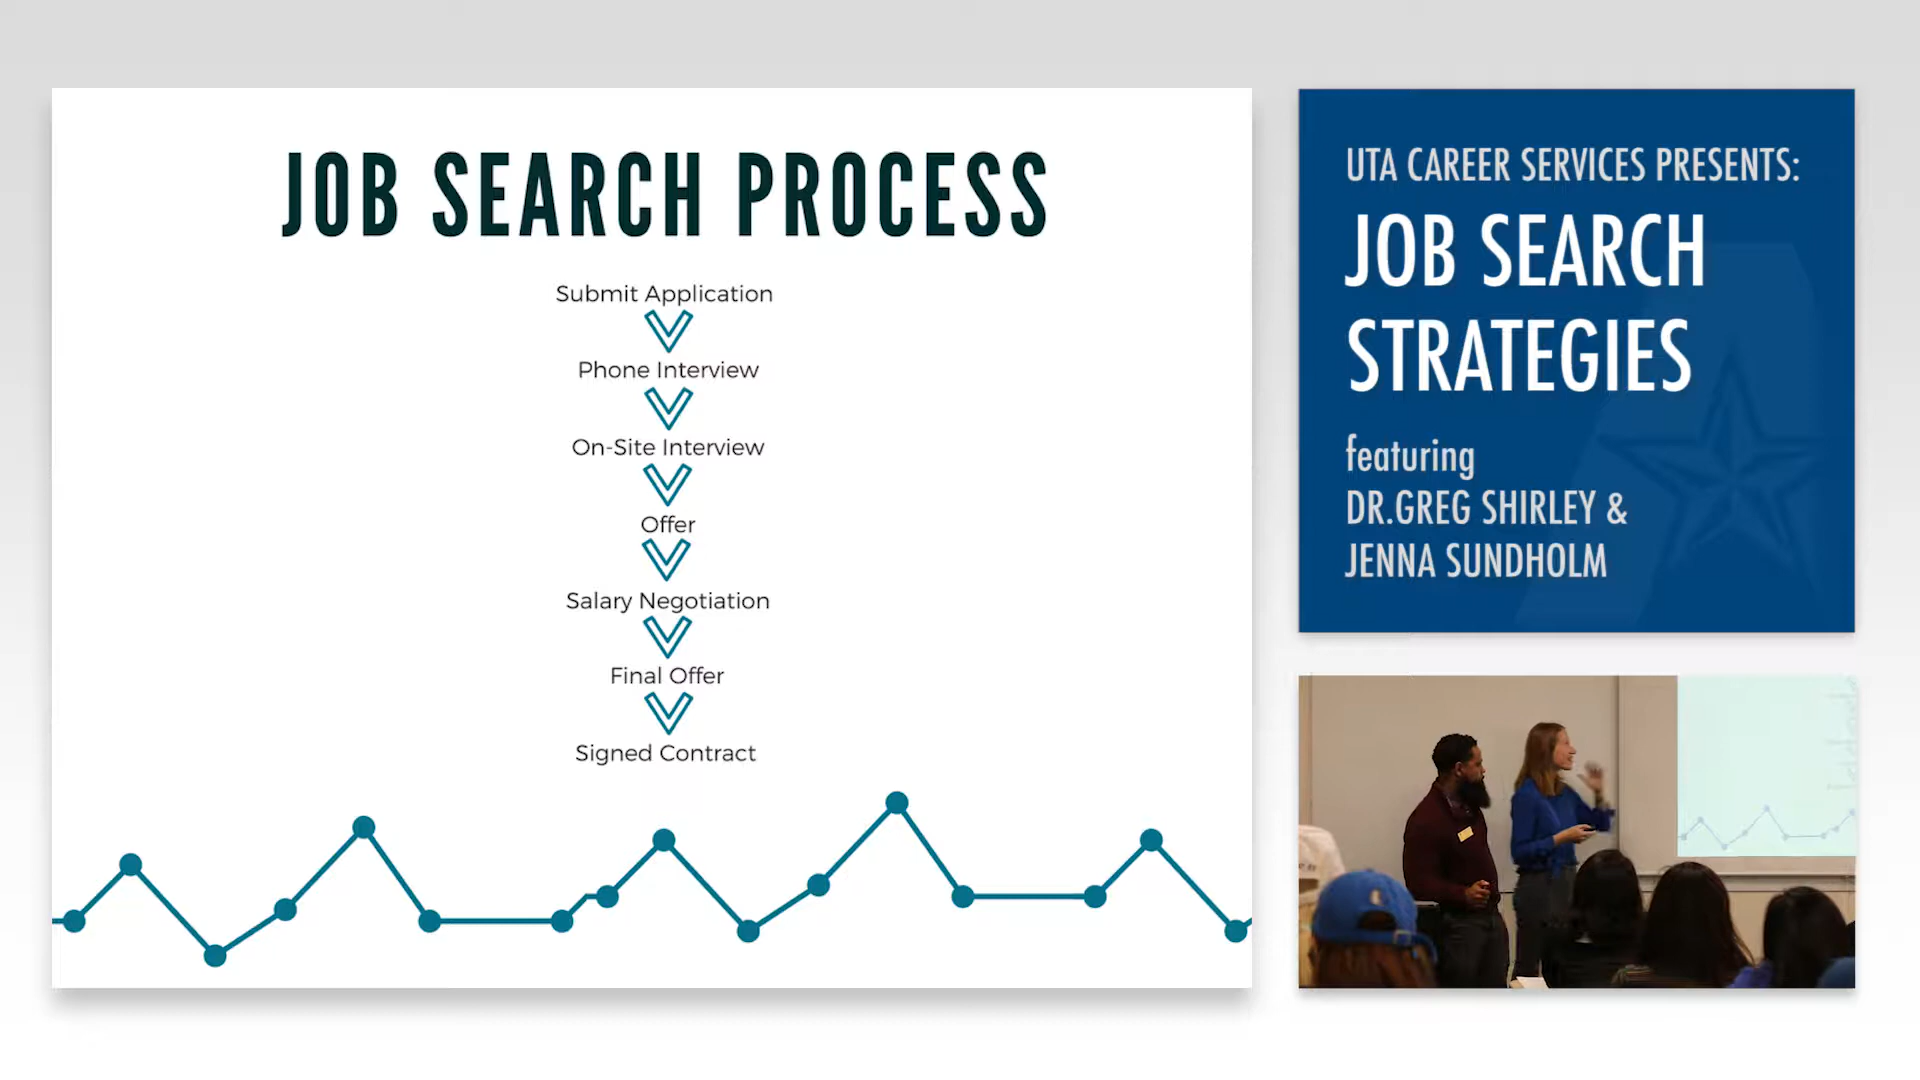 JOB SEARCH PROCESS
Submit Application
Phone Interview
On-Site Interview
Offer
Salary Negotiation
Final Offer
Signed Contract
UTA CAREER SERVICES PRESENTS:
JOB SEARCH
STRATEGIES
featuring
DR.GREG SHIRLEY &
JENNA SUNDHOLM